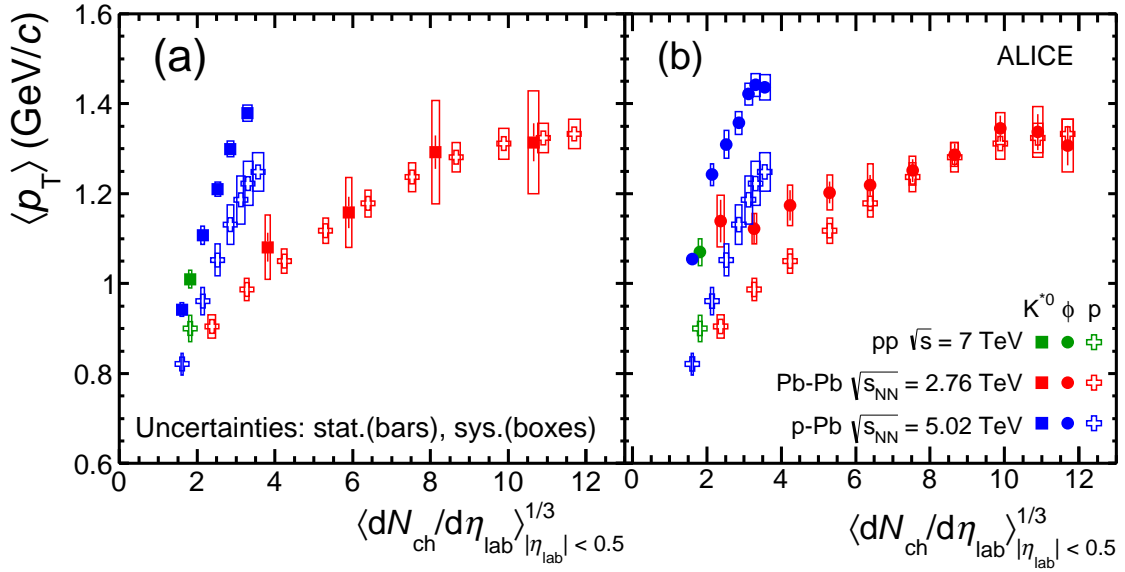 (a)
(b)
ALICE
⟨p_T⟩ (GeV/c)
1.6
1.4
1.2
1
0.8
0.6
K*0 ϕ p
pp √s = 7 TeV
Pb-Pb √s_NN = 2.76 TeV
p-Pb √s_NN = 5.02 TeV
Uncertainties: stat.(bars), sys.(boxes)
0 2 4 6 8 10 12
0 2 4 6 8 10 12
⟨dN_ch/dη_lab⟩^1/3_|η_lab| < 0.5
⟨dN_ch/dη_lab⟩^1/3_|η_lab| < 0.5